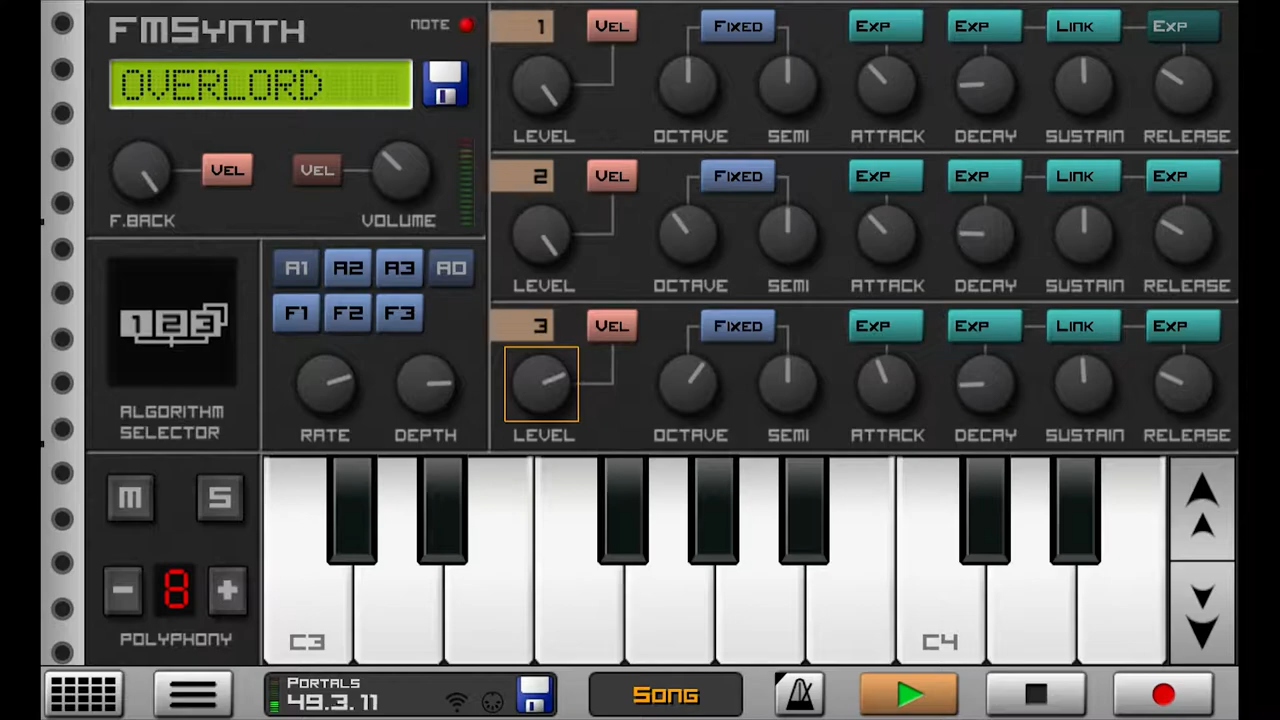 FMSynth
NOTE
OVERLORD
VEL
VEL
F.BACK
VOLUME
1 2 3
ALGORITHM
SELECTOR
A1 A2 A3 A0
F1 F2 F3
RATE DEPTH
1 VEL FIXED EXP EXP LINK EXP
LEVEL OCTAVE SEMI ATTACK DECAY SUSTAIN RELEASE
2 VEL FIXED EXP EXP LINK EXP
LEVEL OCTAVE SEMI ATTACK DECAY SUSTAIN RELEASE
3 VEL FIXED EXP EXP LINK EXP
LEVEL OCTAVE SEMI ATTACK DECAY SUSTAIN RELEASE
M S
- 8 +
POLYPHONY
C3 C4
PORTALS
49.3.11
SONG